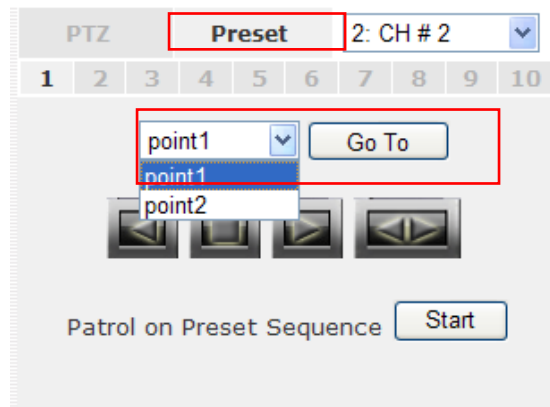 PTZ Preset 2: CH # 2
1 2 3 4 5 6 7 8 9 10
point1 Go To
point1
point2
Patrol on Preset Sequence Start